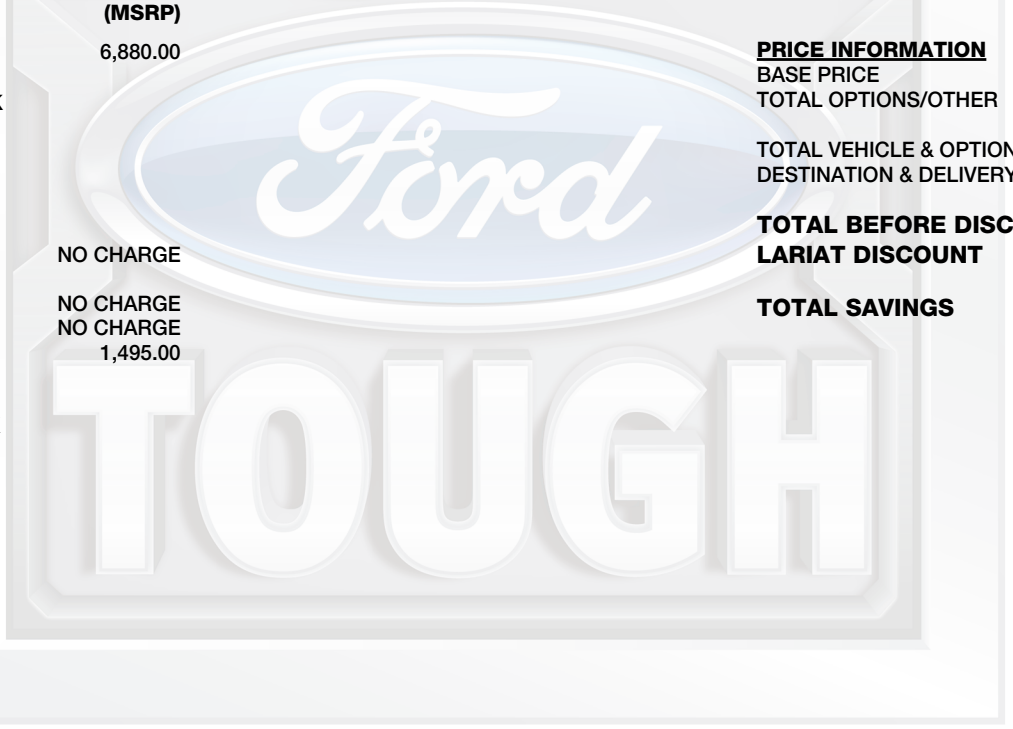 (MSRP)
6,880.00
NO CHARGE
NO CHARGE
NO CHARGE
1,495.00
PRICE INFORMATION
BASE PRICE
TOTAL OPTIONS/OTHER
TOTAL VEHICLE & OPTION
DESTINATION & DELIVERY
TOTAL BEFORE DISC
LARIAT DISCOUNT
TOTAL SAVINGS
Ford
TOUGH